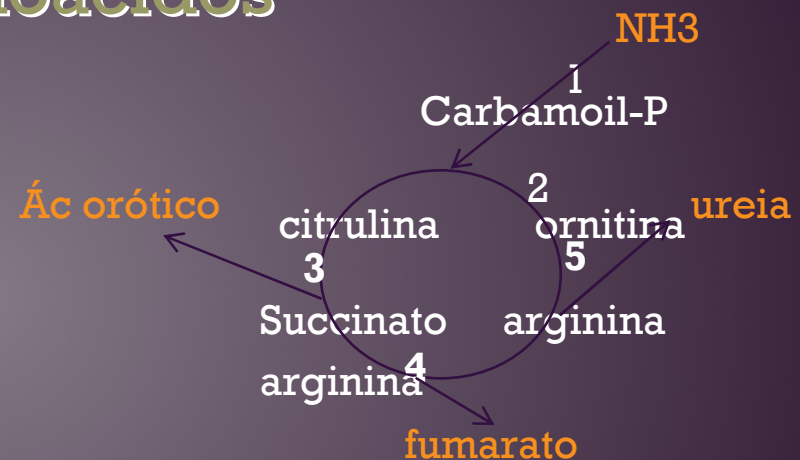 NH3
1
Carbamoil-P
2
Ác orótico
citrulina
ornitina
ureia
3
5
Succinato
arginina
4
arginina
fumarato